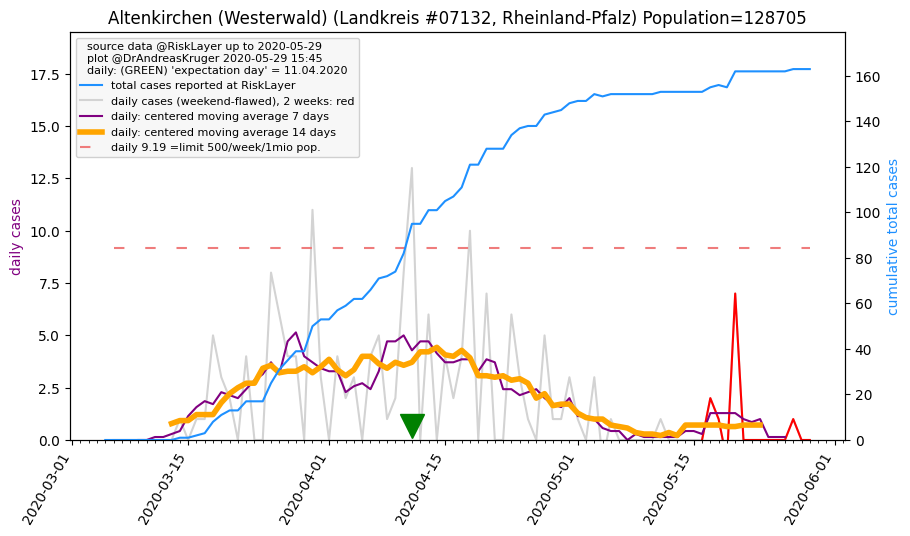 Altenkirchen (Westerwald) (Landkreis #07132, Rheinland-Pfalz) Population=128705
source data @RiskLayer up to 2020-05-29
plot @DrAndreasKruger 2020-05-29 15:45
daily: (GREEN) 'expectation day' = 11.04.2020
total cases reported at RiskLayer
daily cases (weekend-flawed), 2 weeks: red
daily: centered moving average 7 days
daily: centered moving average 14 days
daily 9.19 =limit 500/week/1mio pop.
daily cases
17.5
15.0
12.5
10.0
7.5
5.0
2.5
0.0
160
140
120
100
80
60
40
20
0
cumulative total cases
2020-03-01
2020-03-15
2020-04-01
2020-04-15
2020-05-01
2020-05-15
2020-06-01